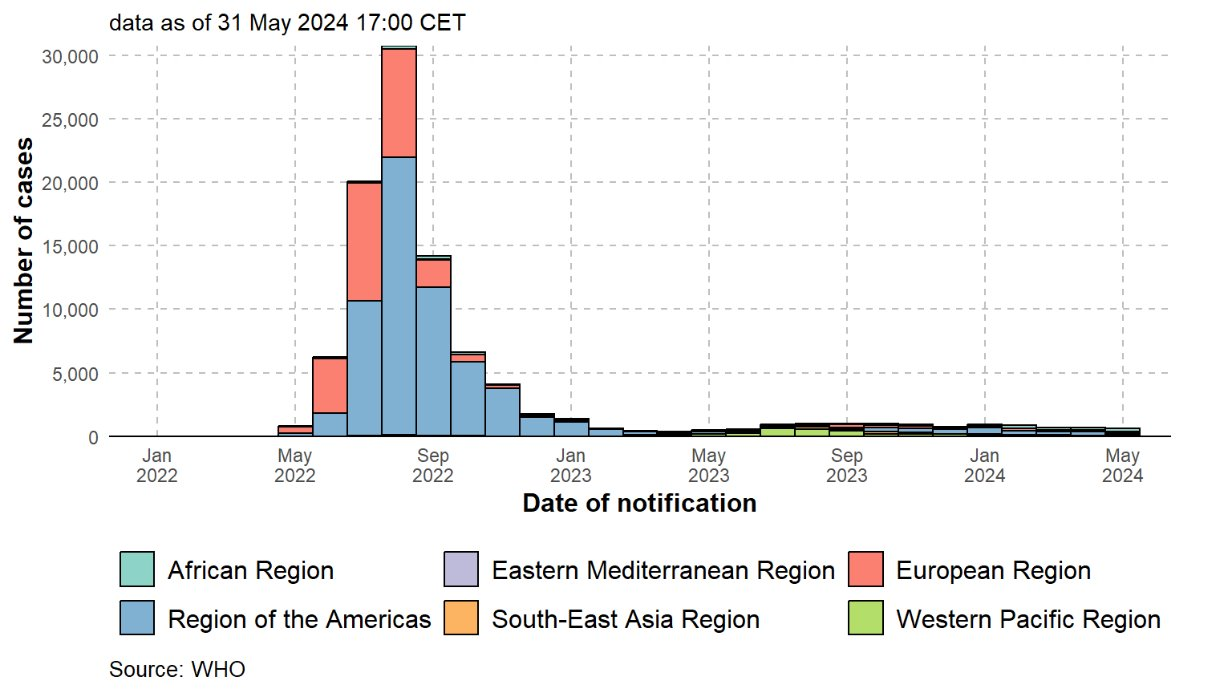 data as of 31 May 2024 17:00 CET
Number of cases
30,000
25,000
20,000
15,000
10,000
5,000
0
Jan 2022
May 2022
Sep 2022
Jan 2023
May 2023
Sep 2023
Jan 2024
May 2024
Date of notification
African Region
Eastern Mediterranean Region
European Region
Region of the Americas
South-East Asia Region
Western Pacific Region
Source: WHO